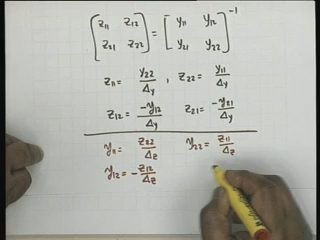 [z₁₁ z₁₂ z₂₁ z₂₂] = [y₁₁ y₁₂ y₂₁ y₂₂]⁻¹
z₁₁ = y₂₂/Δy , z₂₂ = y₁₁/Δy
z₁₂ = -y₁₂/Δy z₂₁ = -y₂₁/Δy
y₁₁ = z₂₂/Δz y₂₂ = z₁₁/Δz
y₁₂ = -z₁₂/Δz